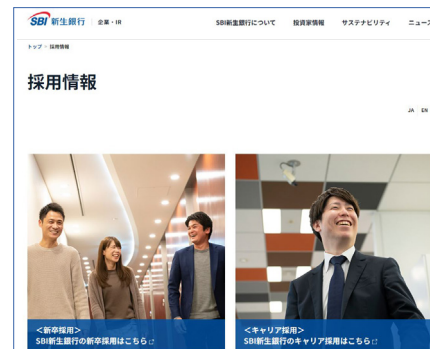 SBI 新生銀行 企業・IR
SBI新生銀行について 投資家情報 サステナビリティ ニュース
トップ > 採用情報
採用情報
JA EN
<新卒採用>
SBI新生銀行の新卒採用はこちら
<キャリア採用>
SBI新生銀行のキャリア採用はこちら